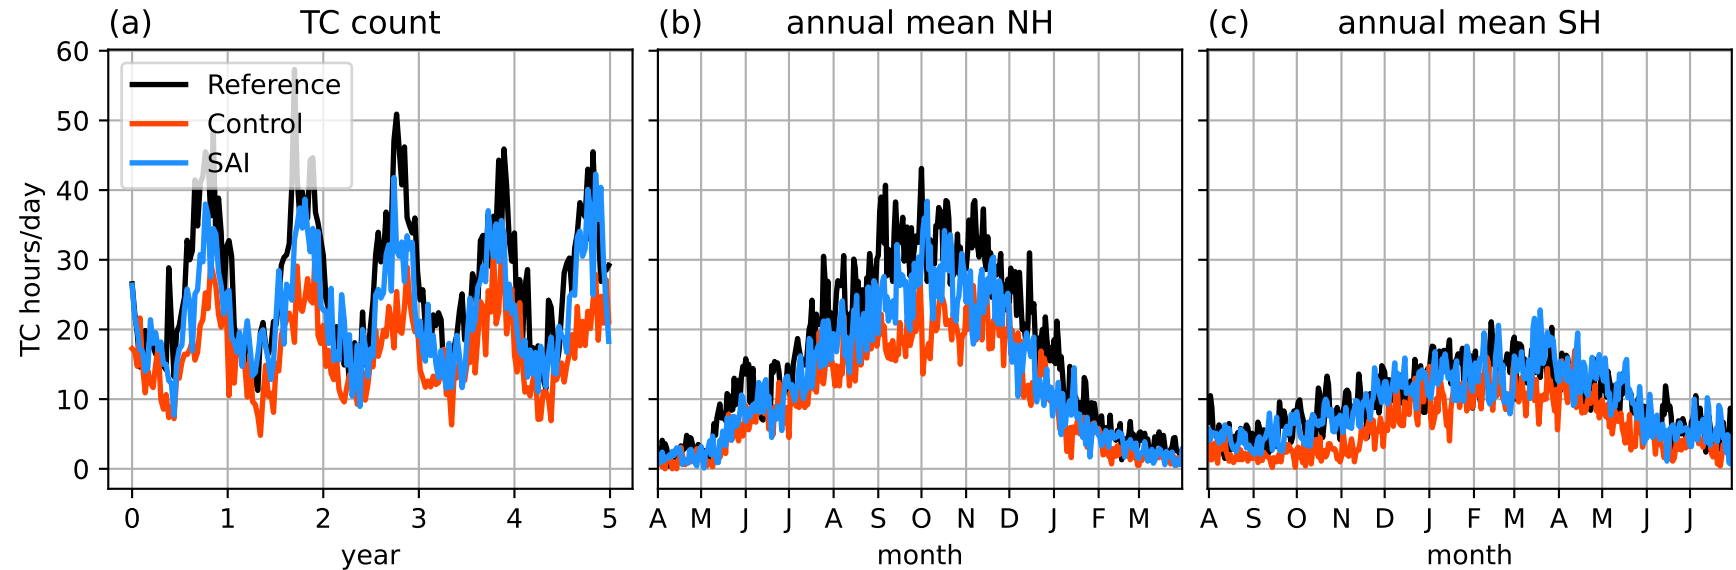 (a) TC count
(b) annual mean NH
(c) annual mean SH
TC hours/day
60
50
40
30
20
10
0
Reference
Control
SAI
0 1 2 3 4 5
year
A M J J A S O N D J F M
month
A S O N D J F M A M J J
month